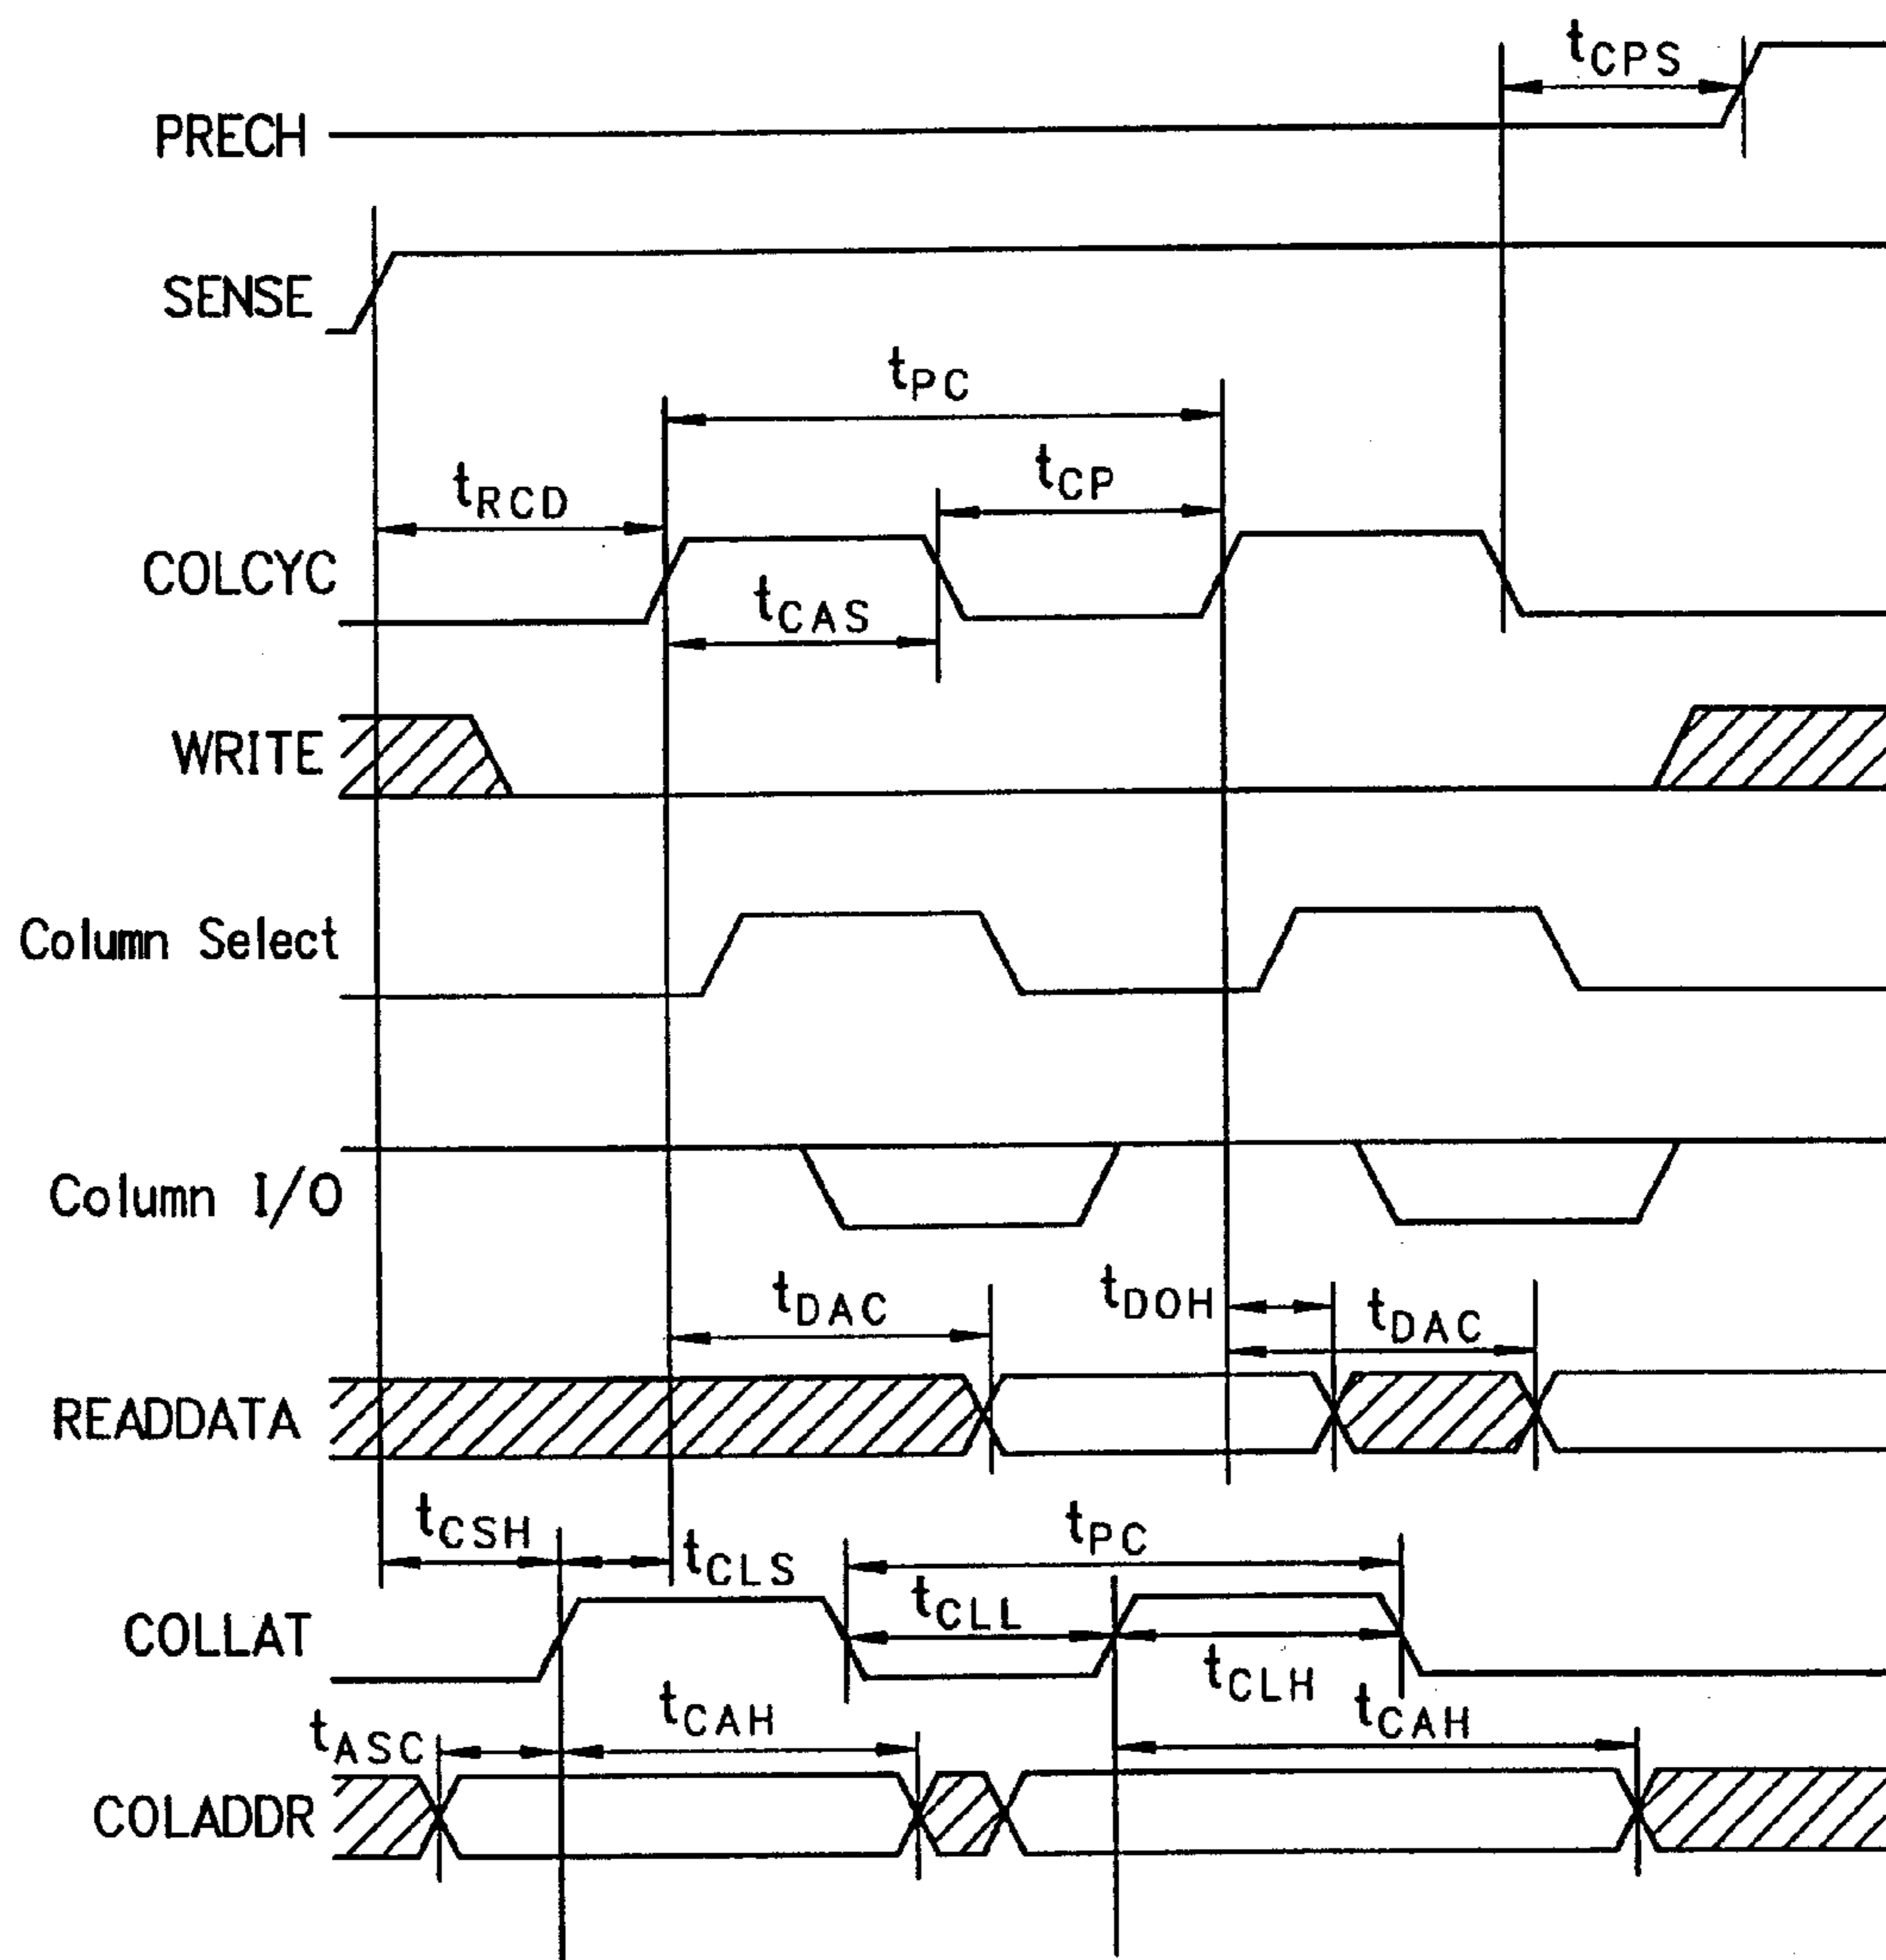 tCPS
PRECH
SENSE
tPC
tRCD
tCP
COLCYC
tCAS
WRITE
Column Select
Column I/O
tDAC
tDOH
tDAC
READDATA
tCSH
tCLS
tPC
tCLL
COLLAT
tCLH
tASC
tCAH
tCAH
COLADDR